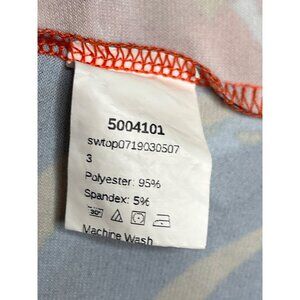 5004101
swtop0719030507
3
Polyester: 95%
Spandex: 5%
30°
Machine Wash